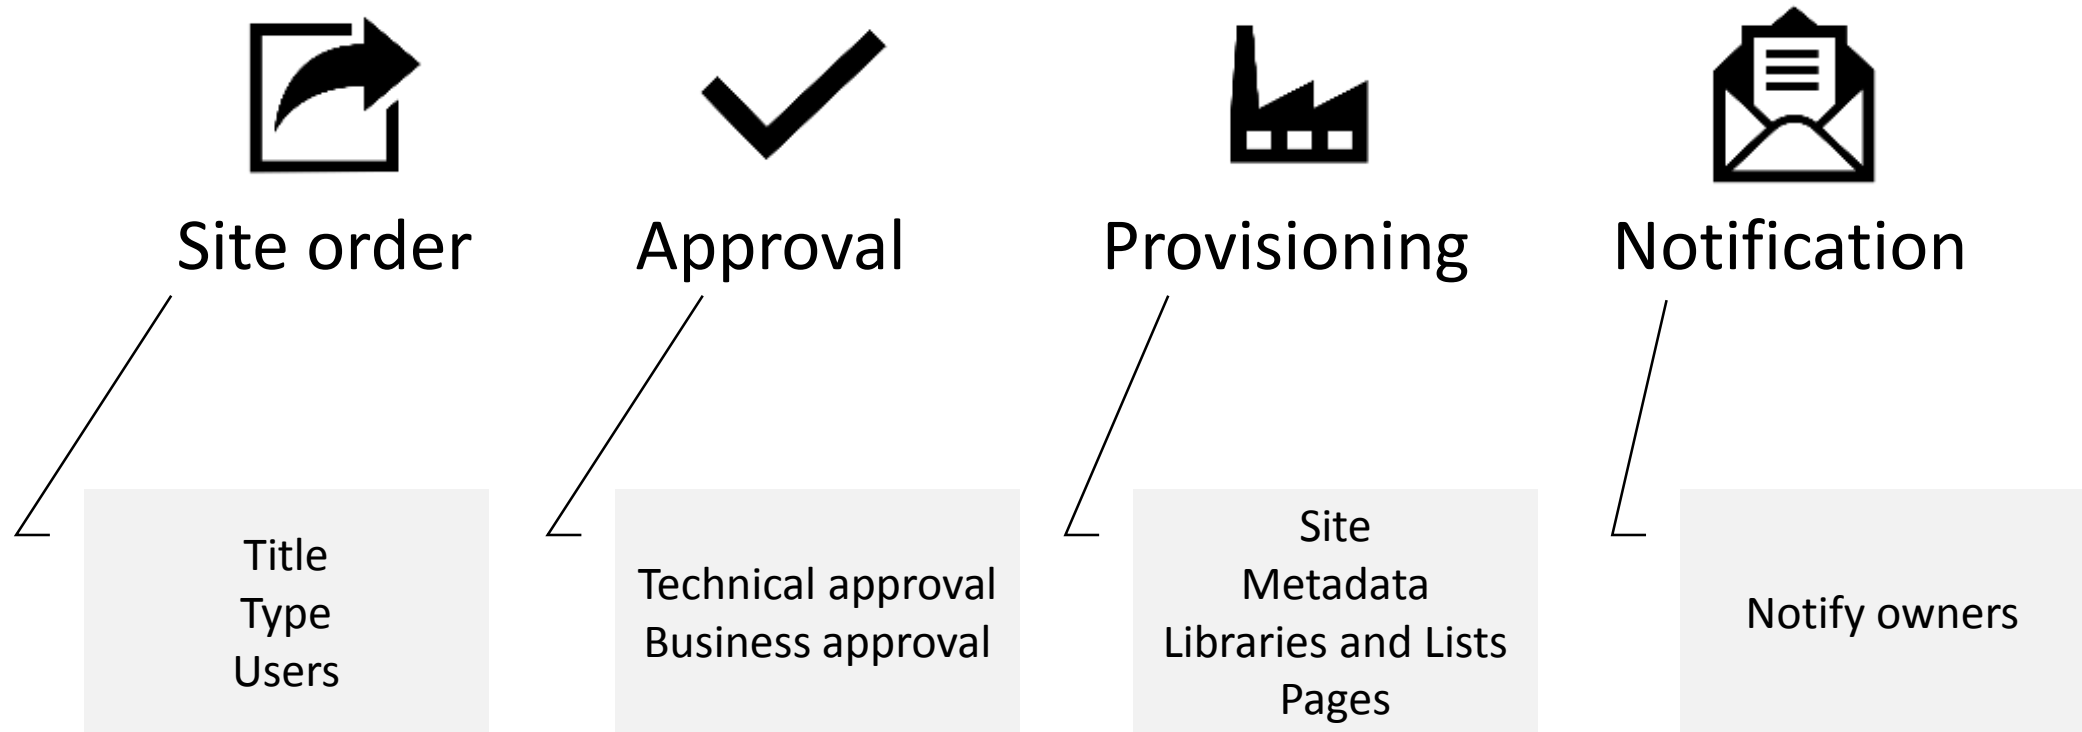 Site order
Approval
Provisioning
Notification
Title
Type
Users
Technical approval
Business approval
Site
Metadata
Libraries and Lists
Pages
Notify owners